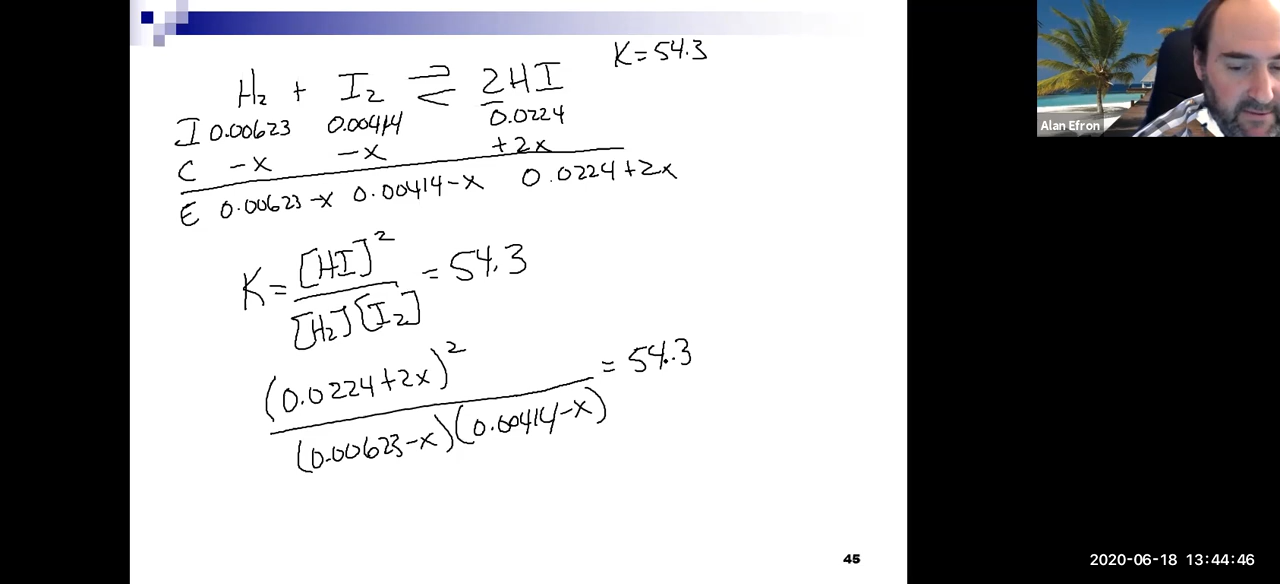 K=54.3
H₂ + I₂ ⇌ 2HI
I 0.00623 0.00414 0.0224
C -x -x +2x
E 0.00623-x 0.00414-x 0.0224+2x
K= [HI]² / [H₂][I₂] = 54.3
(0.0224+2x)² / (0.00623-x)(0.00414-x) = 54.3
45
Alan Efron
2020-06-18 13:44:46